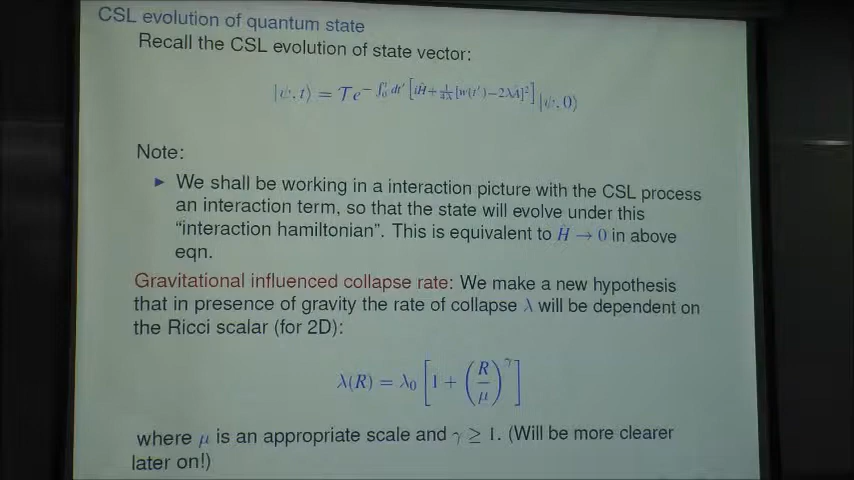 CSL evolution of quantum state
Recall the CSL evolution of state vector:
|ψ, t⟩ = 𝒯e^{−∫₀ᵗ dt′[iĤ+\frac{1}{4λ}[w(t′)−2λÂ]²]}|ψ, 0⟩
Note:
► We shall be working in a interaction picture with the CSL process
an interaction term, so that the state will evolve under this
“interaction hamiltonian”. This is equivalent to Ĥ → 0 in above
eqn.
Gravitational influenced collapse rate: We make a new hypothesis
that in presence of gravity the rate of collapse λ will be dependent on
the Ricci scalar (for 2D):
λ(R) = λ₀ [1 + (R/μ)^γ]
where μ is an appropriate scale and γ ≥ 1. (Will be more clearer
later on!)